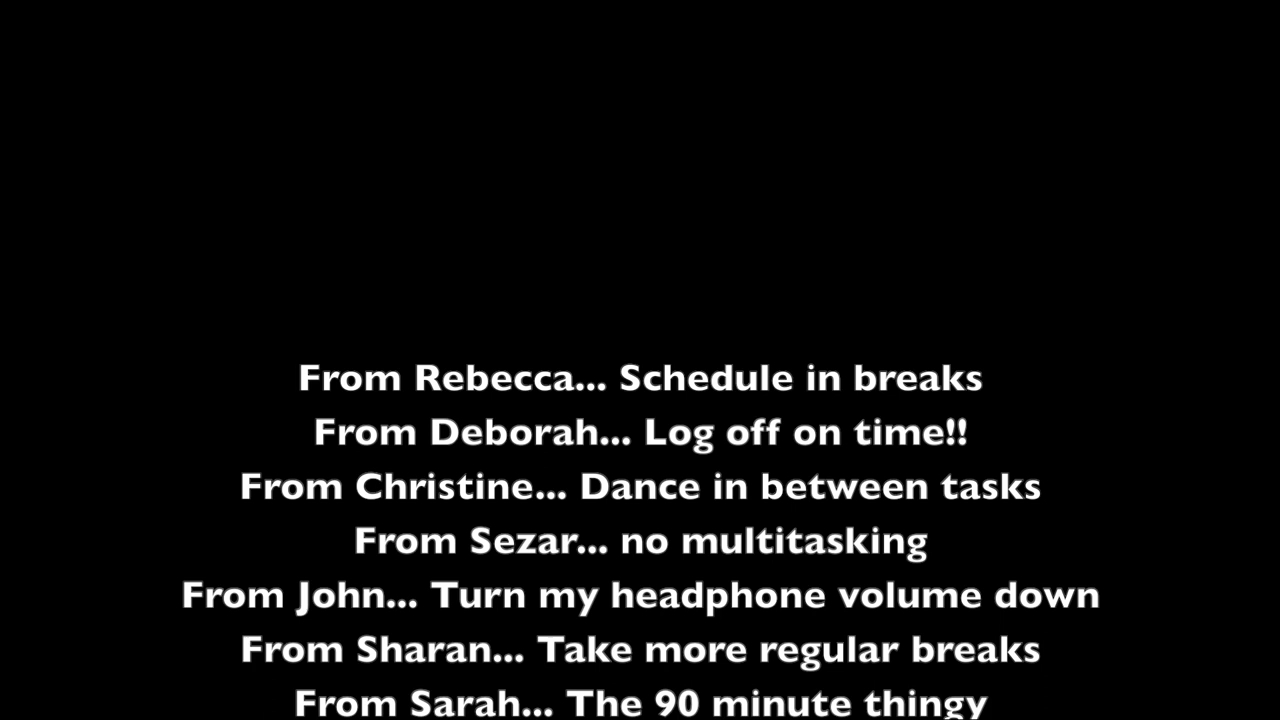 From Rebecca... Schedule in breaks
From Deborah... Log off on time!!
From Christine... Dance in between tasks
From Sezar... no multitasking
From John... Turn my headphone volume down
From Sharan... Take more regular breaks
From Sarah... The 90 minute thingy